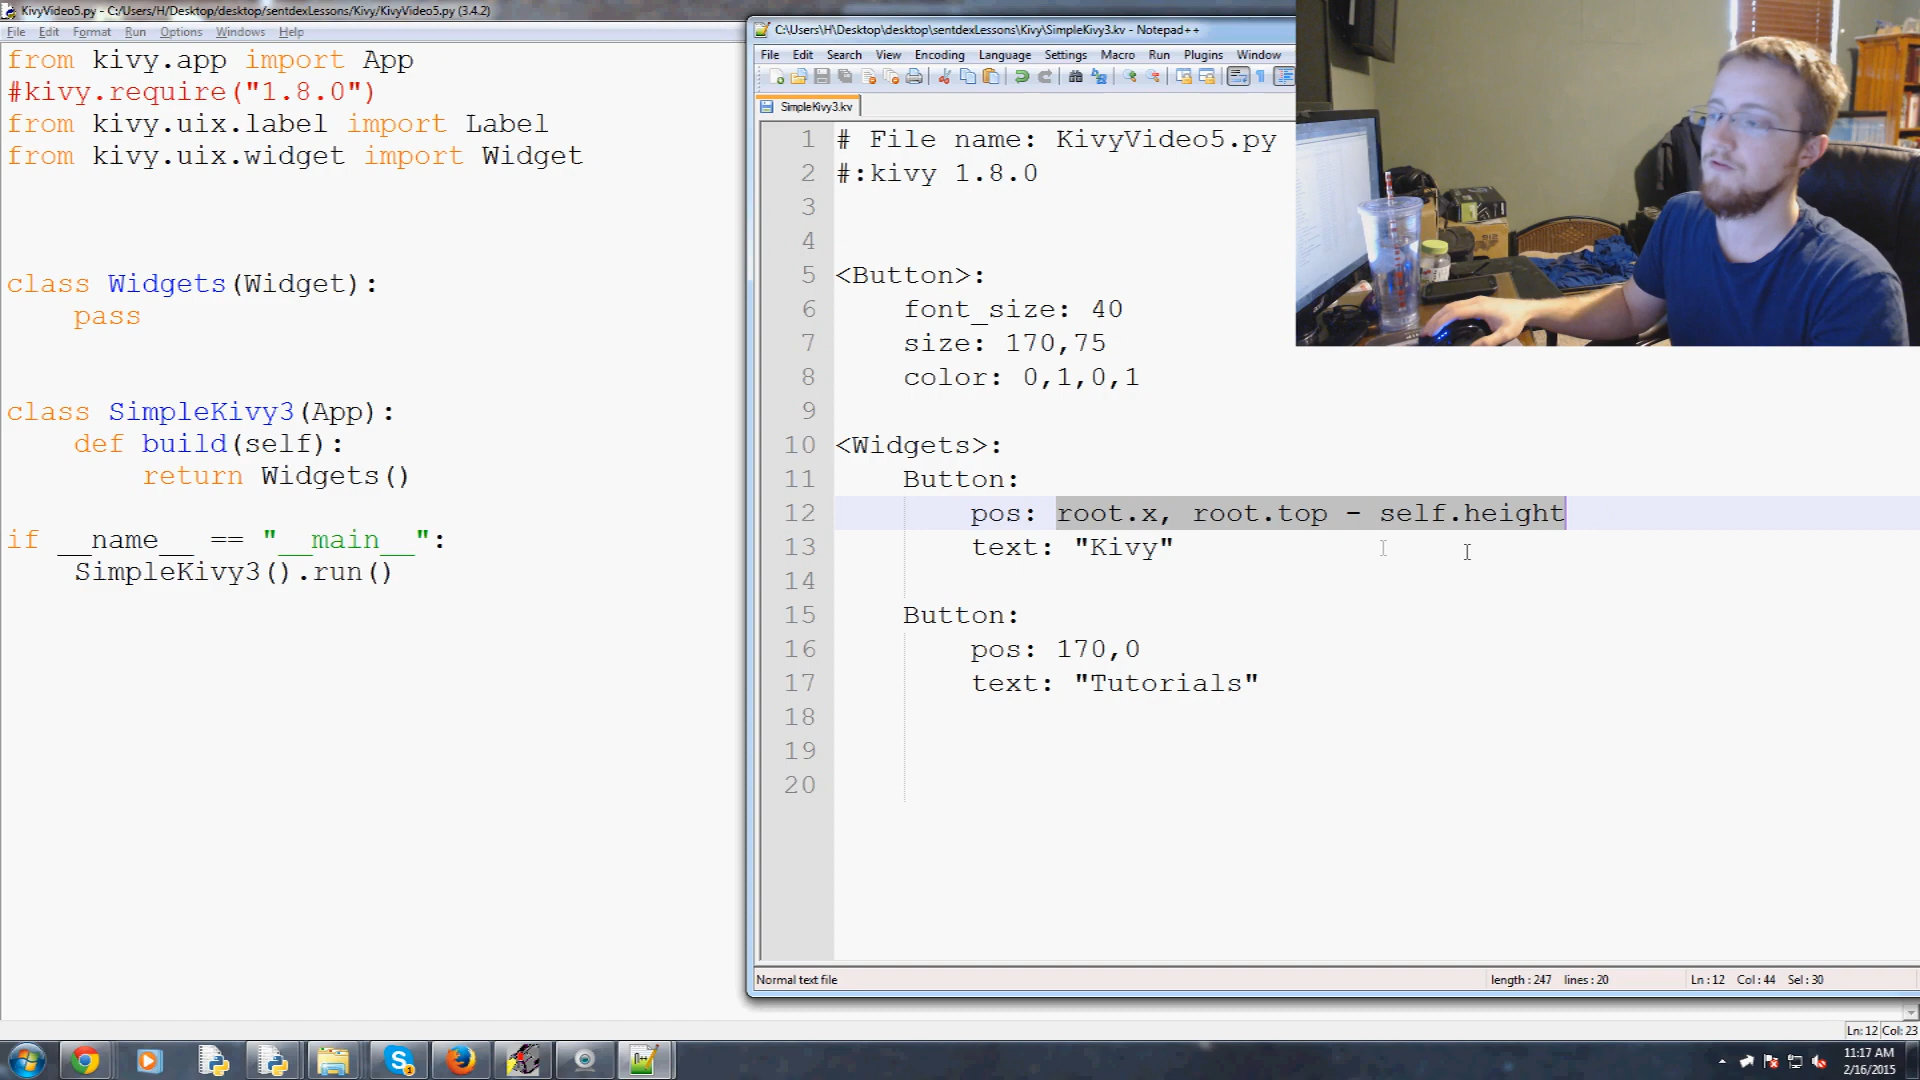 KivyVideo5.py - C:/Users/H/Desktop/desktop/sentdexLessons/Kivy/KivyVideo5.py (3.4.2)
File Edit Format Run Options Windows Help
from kivy.app import App
#kivy.require("1.8.0")
from kivy.uix.label import Label
from kivy.uix.widget import Widget
class Widgets(Widget):
pass
class SimpleKivy3(App):
def build(self):
return Widgets()
if __name__ == "__main__":
SimpleKivy3().run()
C:\Users\H\Desktop\desktop\sentdexLessons\Kivy\SimpleKivy3.kv - Notepad++
File Edit Search View Encoding Language Settings Macro Run Plugins Window
SimpleKivy3.kv
1 # File name: KivyVideo5.py
2 #:kivy 1.8.0
3
4
5 <Button>:
6 font_size: 40
7 size: 170,75
8 color: 0,1,0,1
9
10 <Widgets>:
11 Button:
12 pos: root.x, root.top - self.height
13 text: "Kivy"
14
15 Button:
16 pos: 170,0
17 text: "Tutorials"
18
19
20
Normal text file length : 247 lines : 20 Ln : 12 Col : 44 Sel : 30
Ln: 12 Col: 23
11:17 AM
2/16/2015